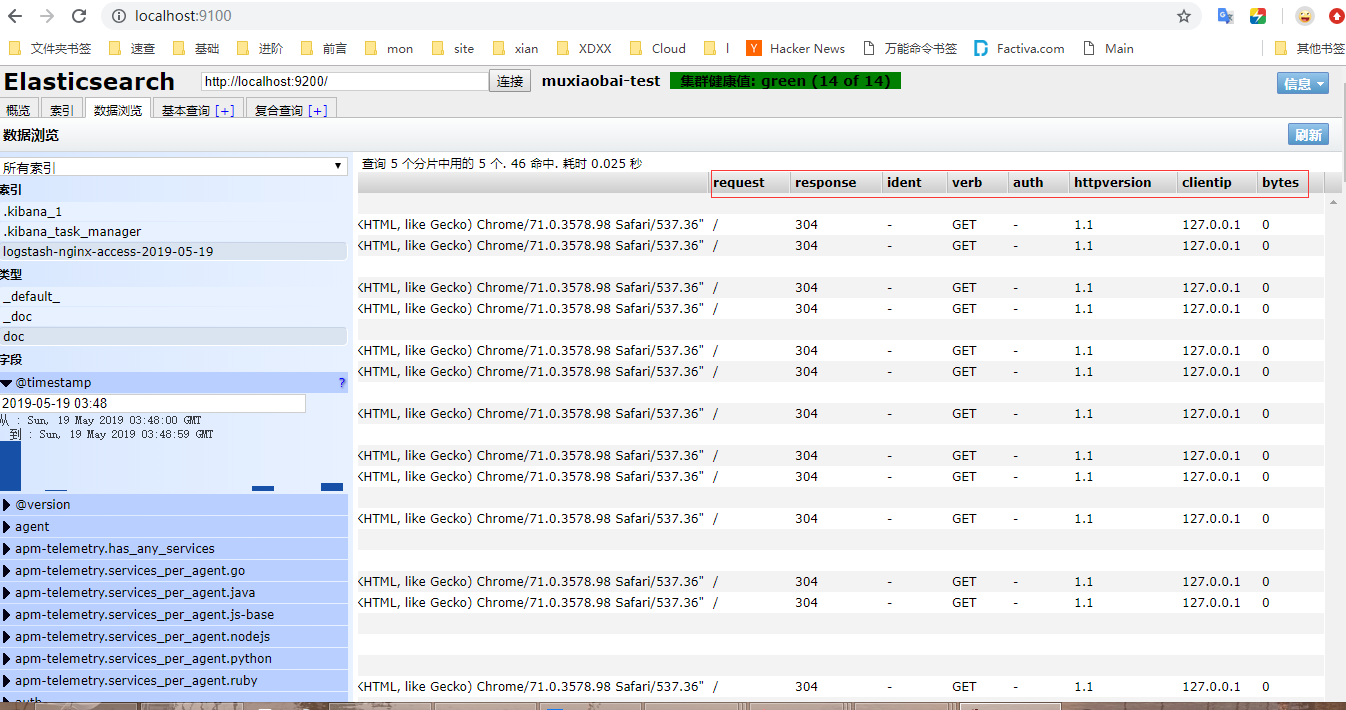 localhost:9100
文件夹书签 速查 基础 进阶 前言 mon site xian XDXX Cloud l Hacker News 万能命令书签 Factiva.com Main 其他书签
Elasticsearch http://localhost:9200/ 连接 muxiaobai-test 集群健康值: green (14 of 14) 信息
概览 索引 数据浏览 基本查询 [+] 复合查询 [+]
数据浏览 刷新
所有索引
索引
.kibana_1
.kibana_task_manager
logstash-nginx-access-2019-05-19
类型
_default_
_doc
doc
字段
@timestamp ?
2019-05-19 03:48
从 : Sun, 19 May 2019 03:48:00 GMT
到 : Sun, 19 May 2019 03:48:59 GMT
@version
agent
apm-telemetry.has_any_services
apm-telemetry.services_per_agent.go
apm-telemetry.services_per_agent.java
apm-telemetry.services_per_agent.js-base
apm-telemetry.services_per_agent.nodejs
apm-telemetry.services_per_agent.python
apm-telemetry.services_per_agent.ruby
查询 5 个分片中用的 5 个. 46 命中. 耗时 0.025 秒
request response ident verb auth httpversion clientip bytes
(KHTML, like Gecko) Chrome/71.0.3578.98 Safari/537.36" / 304 - GET - 1.1 127.0.0.1 0
(KHTML, like Gecko) Chrome/71.0.3578.98 Safari/537.36" / 304 - GET - 1.1 127.0.0.1 0
(KHTML, like Gecko) Chrome/71.0.3578.98 Safari/537.36" / 304 - GET - 1.1 127.0.0.1 0
(KHTML, like Gecko) Chrome/71.0.3578.98 Safari/537.36" / 304 - GET - 1.1 127.0.0.1 0
(KHTML, like Gecko) Chrome/71.0.3578.98 Safari/537.36" / 304 - GET - 1.1 127.0.0.1 0
(KHTML, like Gecko) Chrome/71.0.3578.98 Safari/537.36" / 304 - GET - 1.1 127.0.0.1 0
(KHTML, like Gecko) Chrome/71.0.3578.98 Safari/537.36" / 304 - GET - 1.1 127.0.0.1 0
(KHTML, like Gecko) Chrome/71.0.3578.98 Safari/537.36" / 304 - GET - 1.1 127.0.0.1 0
(KHTML, like Gecko) Chrome/71.0.3578.98 Safari/537.36" / 304 - GET - 1.1 127.0.0.1 0
(KHTML, like Gecko) Chrome/71.0.3578.98 Safari/537.36" / 304 - GET - 1.1 127.0.0.1 0
(KHTML, like Gecko) Chrome/71.0.3578.98 Safari/537.36" / 304 - GET - 1.1 127.0.0.1 0
(KHTML, like Gecko) Chrome/71.0.3578.98 Safari/537.36" / 304 - GET - 1.1 127.0.0.1 0
(KHTML, like Gecko) Chrome/71.0.3578.98 Safari/537.36" / 304 - GET - 1.1 127.0.0.1 0